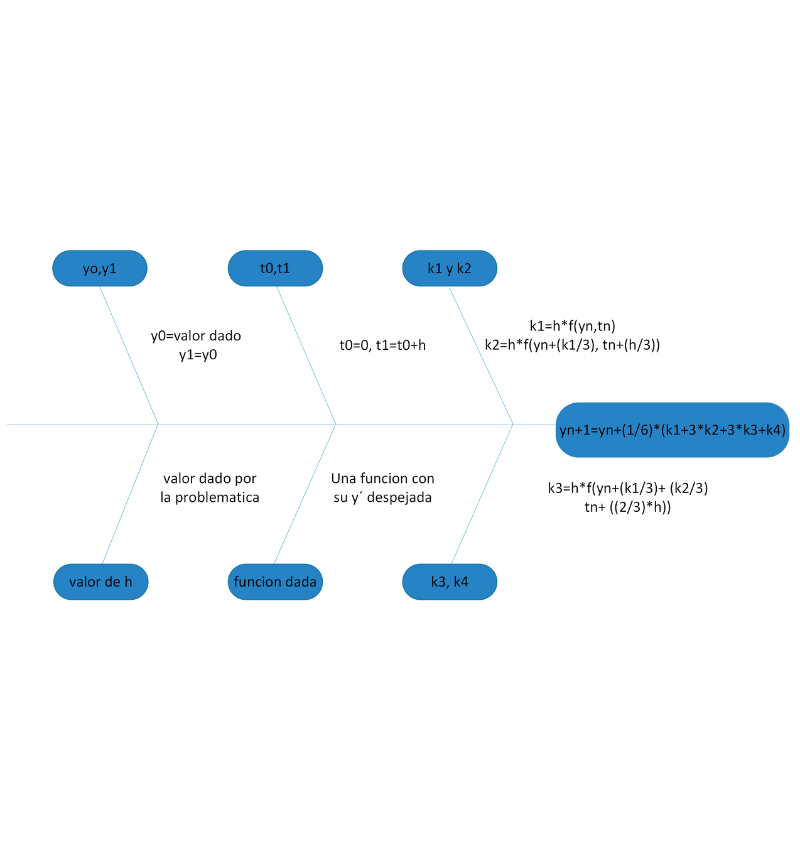 yo,y1
t0,t1
k1 y k2
y0=valor dado
y1=y0
t0=0, t1=t0+h
k1=h*f(yn,tn)
k2=h*f(yn+(k1/3), tn+(h/3))
yn+1=yn+(1/6)*(k1+3*k2+3*k3+k4)
valor dado por
la problematica
Una funcion con
su y´ despejada
k3=h*f(yn+(k1/3)+ (k2/3)
tn+ ((2/3)*h))
valor de h
funcion dada
k3, k4